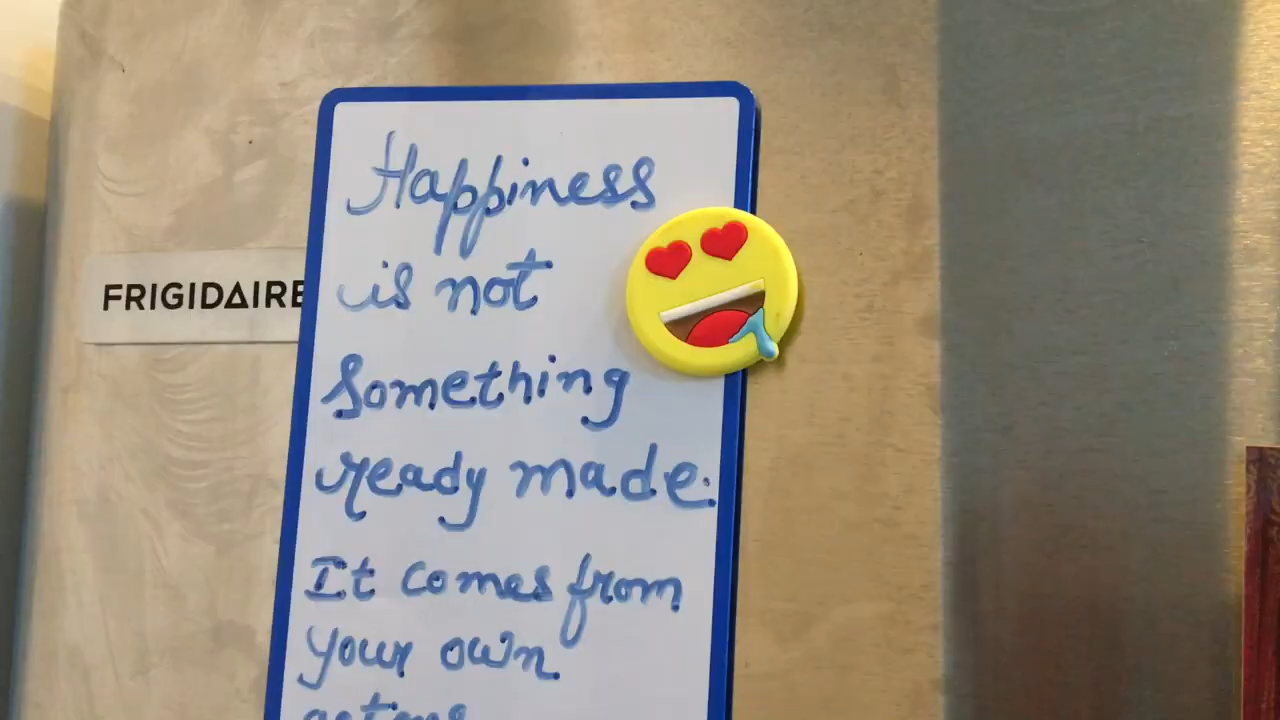 FRIGIDAIRE
Happiness
is not
Something
ready made.
It comes from
your own